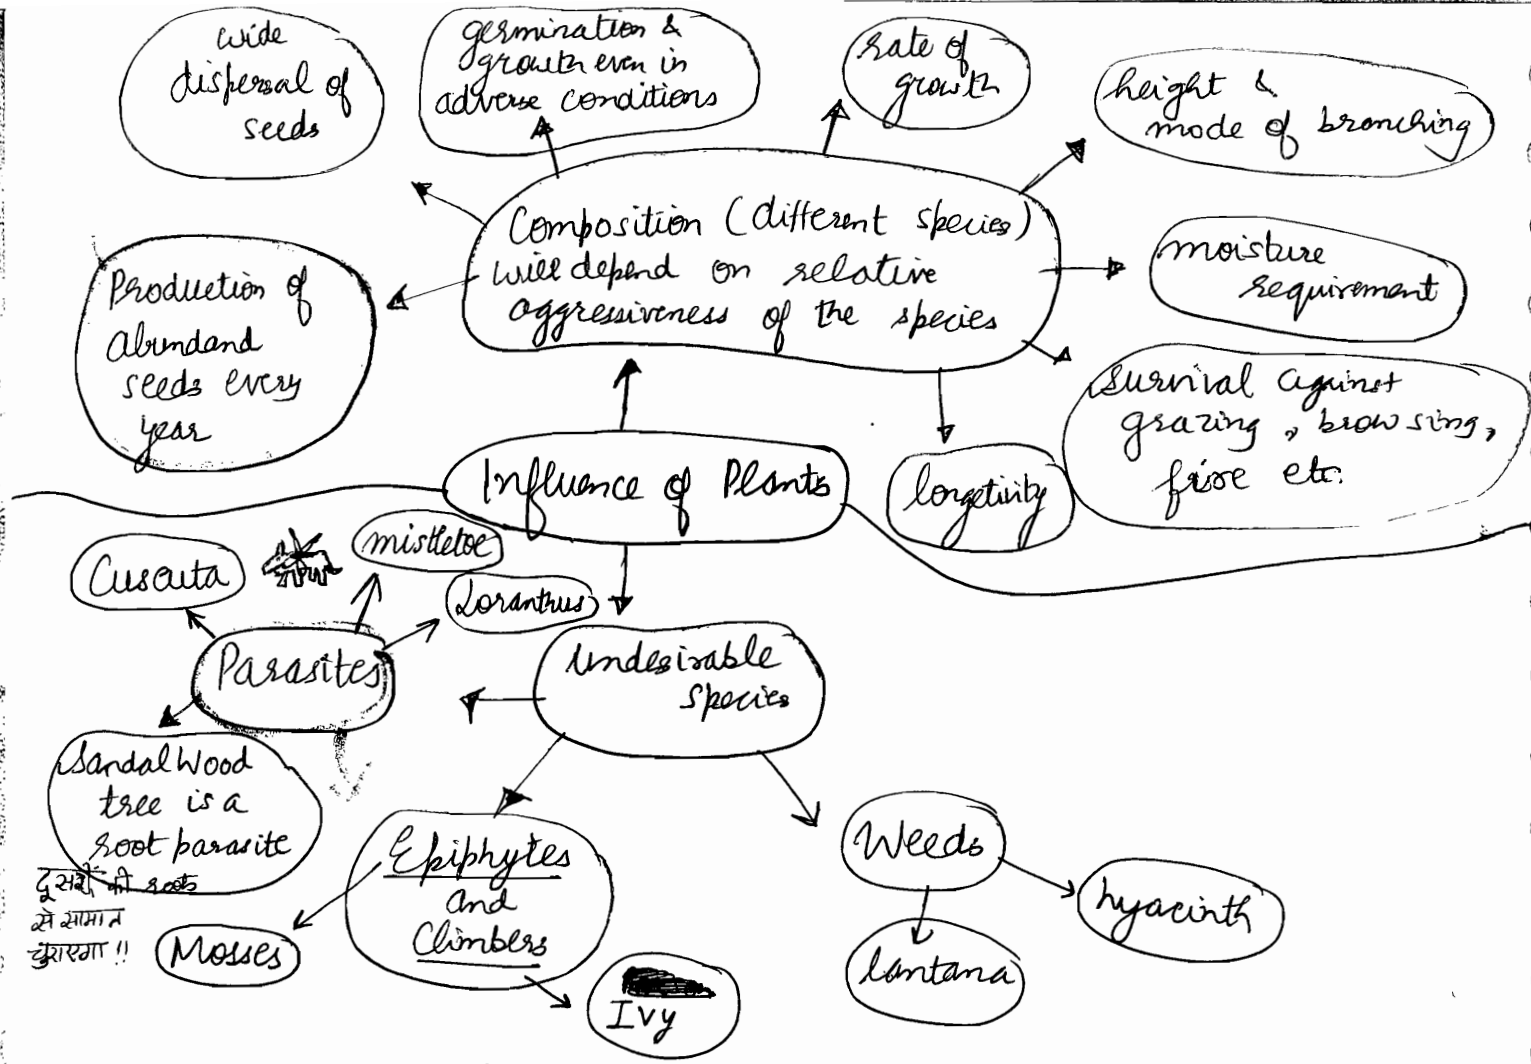 wide
dispersal of
seeds
germination &
growth even in
adverse conditions
rate of
growth
height &
mode of branching
Composition (different species)
will depend on relative
aggressiveness of the species
moisture
requirement
Production of
abundand
seeds every
year
survival against
grazing, browsing,
fire etc.
longetivity
Influence of Plants
Cuscuta
mistletoe
Loranthus
Parasites
undesirable
species
Sandalwood
tree is a
root parasite
दूसरों की roots
से सामान
चुराएगा !!
Epiphytes
and
Climbers
Mosses
Ivy
Weeds
hyacinth
lantana